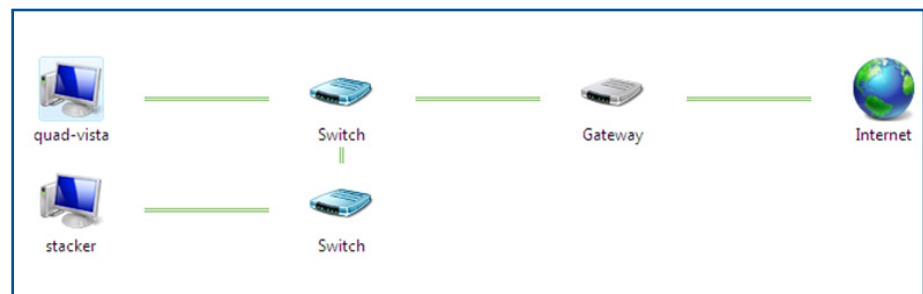 quad-vista
Switch
Gateway
Internet
stacker
Switch